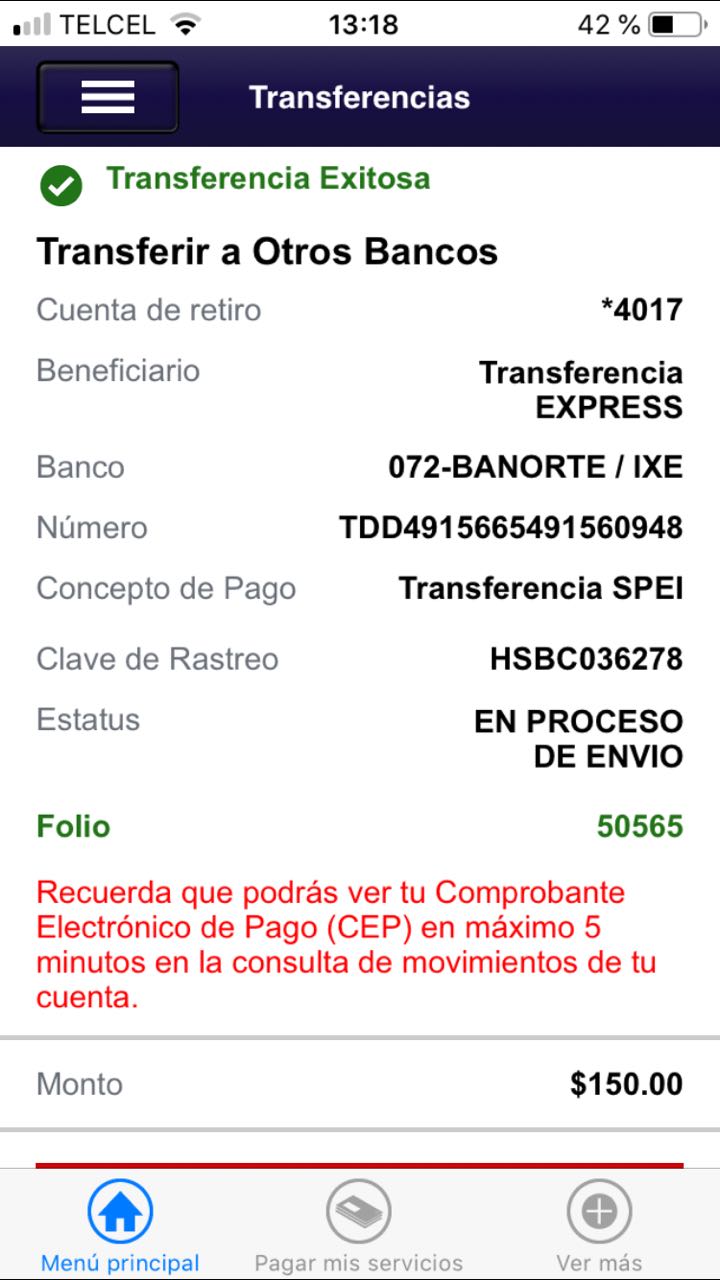 TELCEL 13:18 42 %
Transferencias
Transferencia Exitosa
Transferir a Otros Bancos
Cuenta de retiro *4017
Beneficiario Transferencia
EXPRESS
Banco 072-BANORTE / IXE
Número TDD4915665491560948
Concepto de Pago Transferencia SPEI
Clave de Rastreo HSBC036278
Estatus EN PROCESO
DE ENVIO
Folio 50565
Recuerda que podrás ver tu Comprobante
Electrónico de Pago (CEP) en máximo 5
minutos en la consulta de movimientos de tu
cuenta.
Monto $150.00
Menú principal Pagar mis servicios Ver más